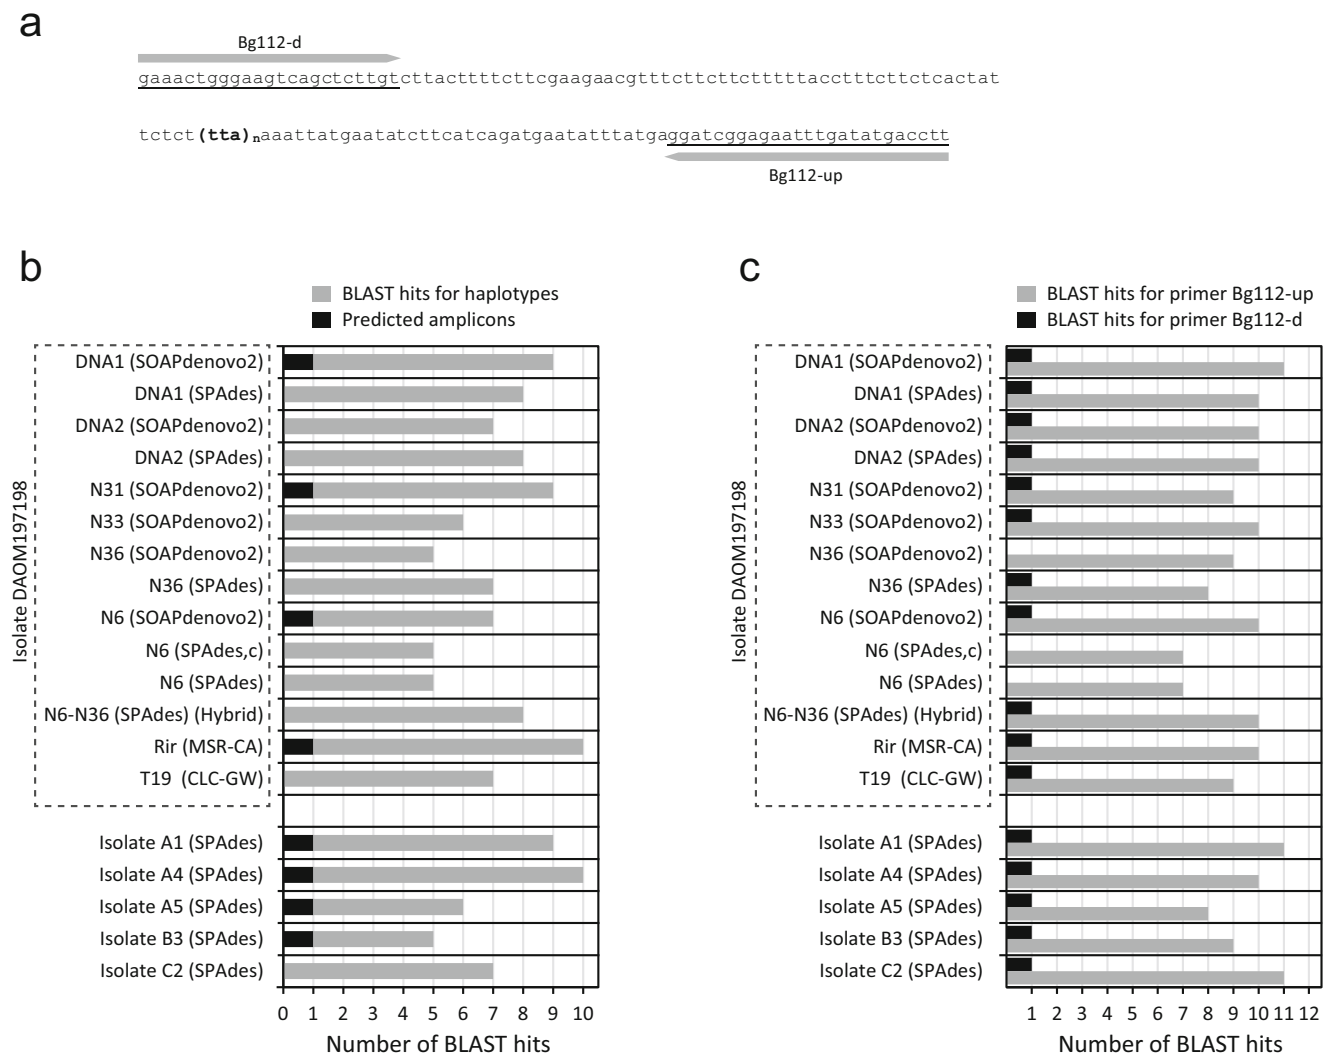 a
Bg112-d
gaaactgggaagtcagctcttgtcttacttttcttcgaagaacgtttcttcttctttttacctttcttctcactat
tctct(tta)naaattatgaatatcttcatcagatgaatatttatgaggatcggagaatttgatatgacctt
Bg112-up
b
BLAST hits for haplotypes
Predicted amplicons
Isolate DAOM197198
DNA1 (SOAPdenovo2)
DNA1 (SPAdes)
DNA2 (SOAPdenovo2)
DNA2 (SPAdes)
N31 (SOAPdenovo2)
N33 (SOAPdenovo2)
N36 (SOAPdenovo2)
N36 (SPAdes)
N6 (SOAPdenovo2)
N6 (SPAdes,c)
N6 (SPAdes)
N6-N36 (SPAdes) (Hybrid)
Rir (MSR-CA)
T19 (CLC-GW)
Isolate A1 (SPAdes)
Isolate A4 (SPAdes)
Isolate A5 (SPAdes)
Isolate B3 (SPAdes)
Isolate C2 (SPAdes)
0 1 2 3 4 5 6 7 8 9 10
Number of BLAST hits
c
BLAST hits for primer Bg112-up
BLAST hits for primer Bg112-d
Isolate DAOM197198
DNA1 (SOAPdenovo2)
DNA1 (SPAdes)
DNA2 (SOAPdenovo2)
DNA2 (SPAdes)
N31 (SOAPdenovo2)
N33 (SOAPdenovo2)
N36 (SOAPdenovo2)
N36 (SPAdes)
N6 (SOAPdenovo2)
N6 (SPAdes,c)
N6 (SPAdes)
N6-N36 (SPAdes) (Hybrid)
Rir (MSR-CA)
T19 (CLC-GW)
Isolate A1 (SPAdes)
Isolate A4 (SPAdes)
Isolate A5 (SPAdes)
Isolate B3 (SPAdes)
Isolate C2 (SPAdes)
1 2 3 4 5 6 7 8 9 10 11 12
Number of BLAST hits